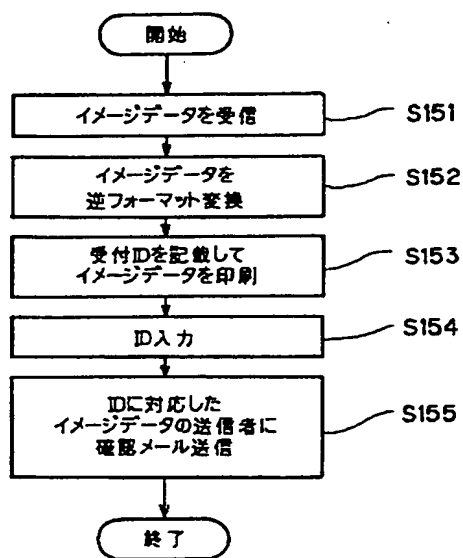 開始
イメージデータを受信
S151
イメージデータを
逆フォーマット変換
S152
受付IDを記載して
イメージデータを印刷
S153
ID入力
S154
IDに対応した
イメージデータの送信者に
確認メール送信
S155
終了